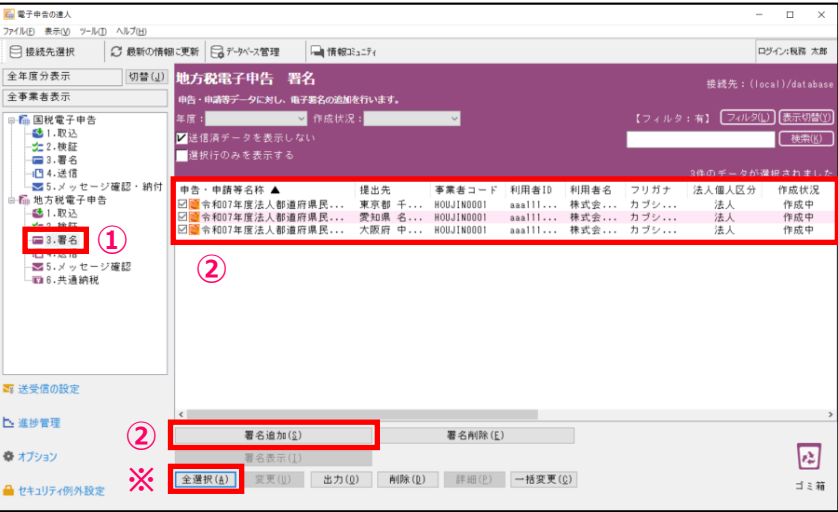 電子申告の達人
ファイル(F) 表示(V) ツール(T) ヘルプ(H)
接続先選択 最新の情報に更新 データベース管理 情報コミュニティ ログイン:税務 太郎
全年度分表示 切替(J)
全事業者表示
国税電子申告
1.取込
2.検証
3.署名
4.送信
5.メッセージ確認・納付
地方税電子申告
1.取込
2.検証
3.署名
4.送信
5.メッセージ確認
6.共通納税
①
送受信の設定
進捗管理
オプション
セキュリティ例外設定
地方税電子申告 署名
接続先:(local)/database
申告・申請等データに対し、電子署名の追加を行います。
年度: 作成状況: 【フィルタ:有】 フィルタ(L) 表示切替(Y)
送信済データを表示しない 検索(K)
選択行のみを表示する
3件のデータが選択されました
申告・申請等名称 ▲ 提出先 事業者コード 利用者ID 利用者名 フリガナ 法人個人区分 作成状況
令和07年度法人都道府県民... 東京都 千... HOUJIN0001 aaa111... 株式会... カブシ... 法人 作成中
令和07年度法人都道府県民... 愛知県 名... HOUJIN0001 aaa111... 株式会... カブシ... 法人 作成中
令和07年度法人都道府県民... 大阪府 中... HOUJIN0001 aaa111... 株式会... カブシ... 法人 作成中
②
② 署名追加(S) 署名削除(E)
署名表示(I)
※ 全選択(A) 変更(U) 出力(O) 削除(D) 詳細(P) 一括変更(C)
ゴミ箱